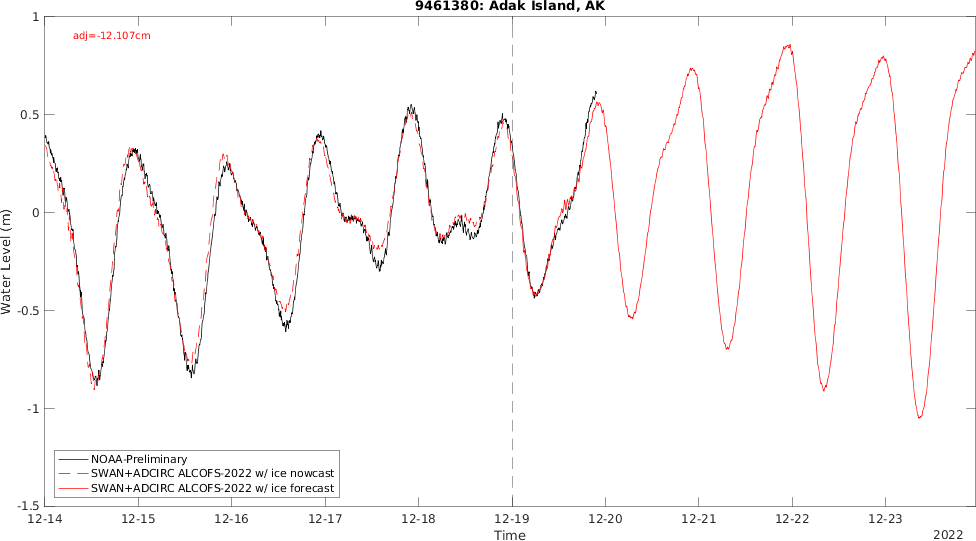 9461380: Adak Island, AK
adj=-12.107cm
1
0.5
0
-0.5
-1
-1.5
Water Level (m)
NOAA-Preliminary
SWAN+ADCIRC ALCOFS-2022 w/ ice nowcast
SWAN+ADCIRC ALCOFS-2022 w/ ice forecast
12-14 12-15 12-16 12-17 12-18 12-19 12-20 12-21 12-22 12-23
Time
2022